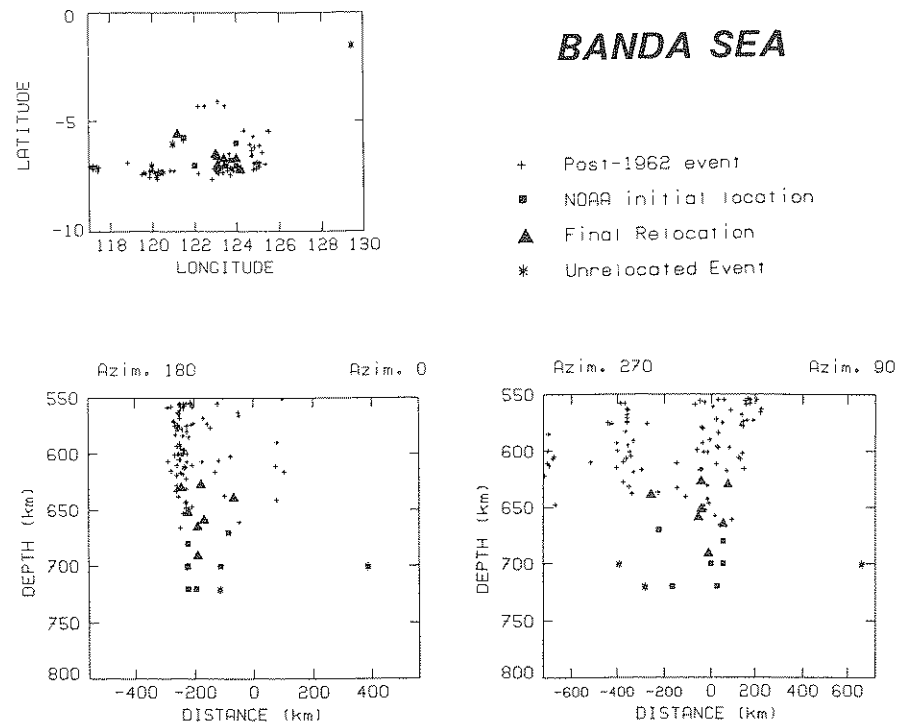 BANDA SEA
0
-5
-10
LATITUDE
118 120 122 124 126 128 130
LONGITUDE
+ Post-1962 event
NOAA initial location
Final Relocation
* Unrelocated Event
Azim. 180 Azim. 0
550
600
650
700
750
800
DEPTH (km)
-400 -200 0 200 400
DISTANCE (km)
Azim. 270 Azim. 90
550
600
650
700
750
800
DEPTH (km)
-600 -400 -200 0 200 400 600
DISTANCE (km)